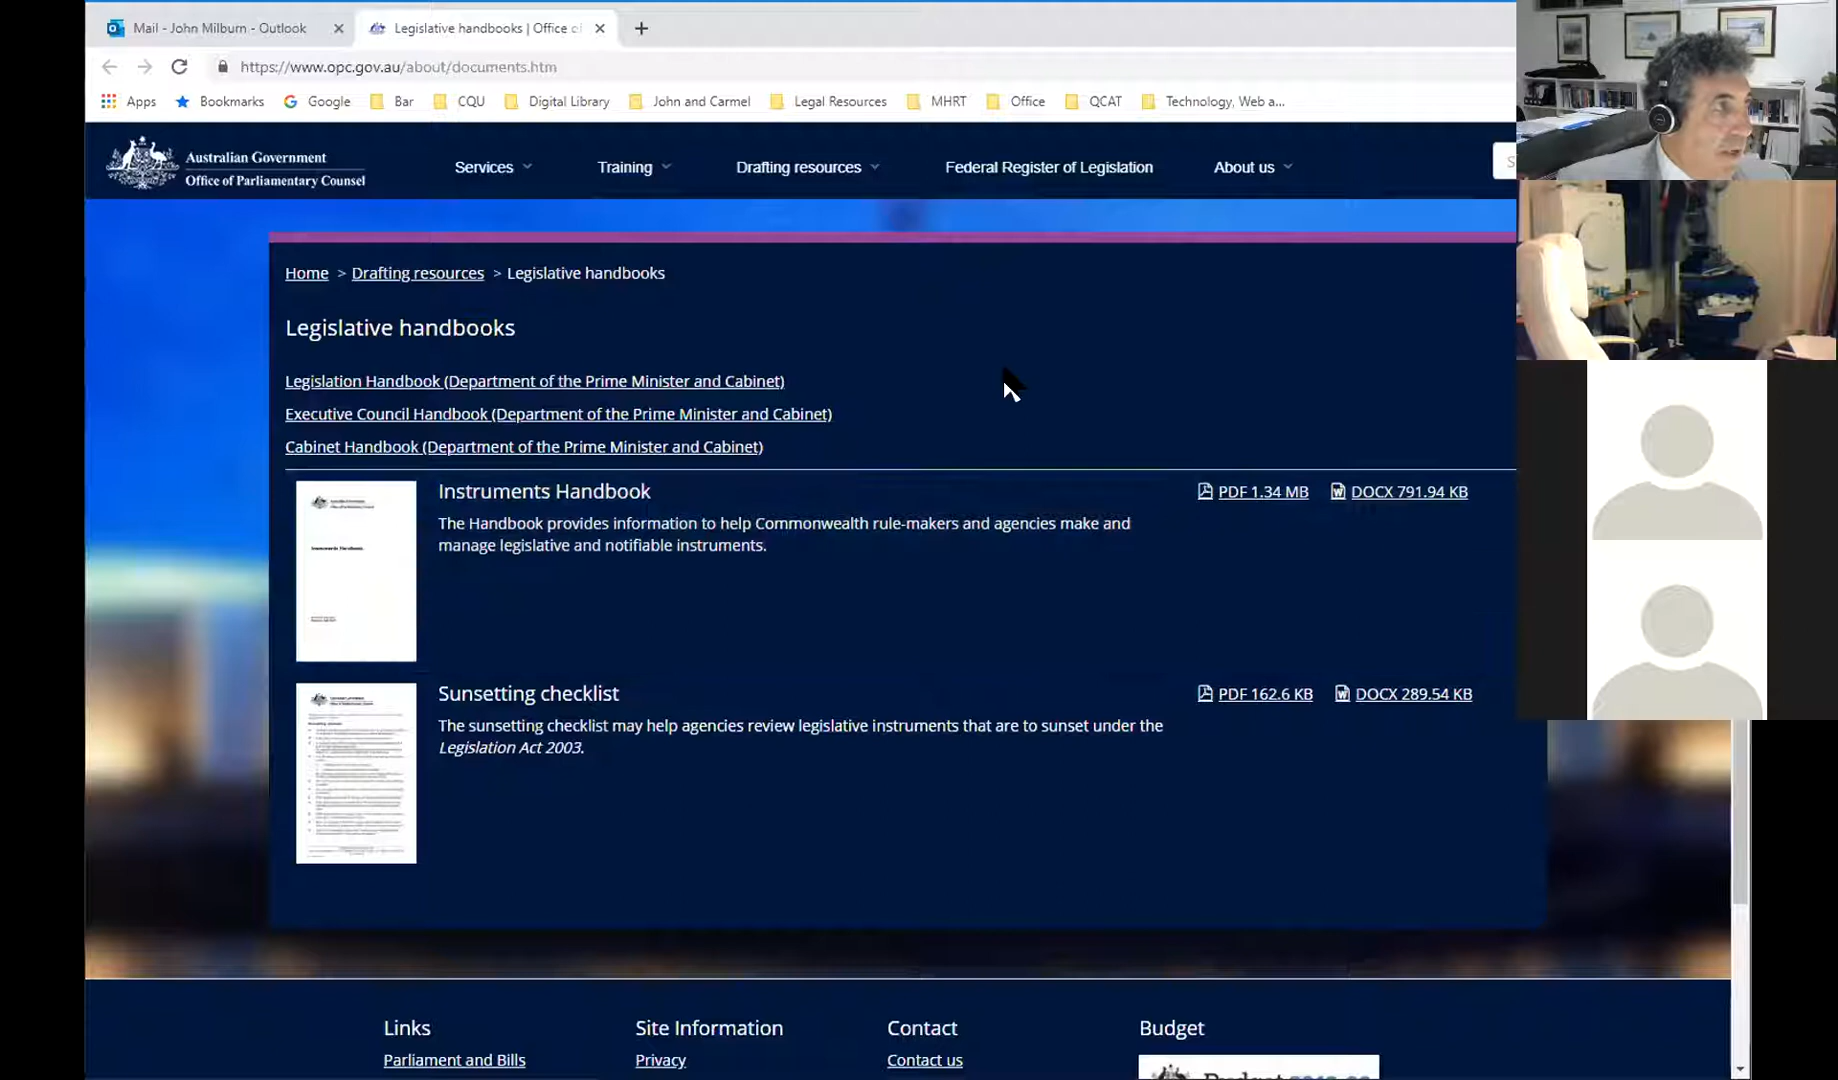 Mail - John Milburn - Outlook
Legislative handbooks | Office of
https://www.opc.gov.au/about/documents.htm
Apps Bookmarks Google Bar CQU Digital Library John and Carmel Legal Resources MHRT Office QCAT Technology, Web a...
Australian Government
Office of Parliamentary Counsel
Services Training Drafting resources Federal Register of Legislation About us
Home > Drafting resources > Legislative handbooks
Legislative handbooks
Legislation Handbook (Department of the Prime Minister and Cabinet)
Executive Council Handbook (Department of the Prime Minister and Cabinet)
Cabinet Handbook (Department of the Prime Minister and Cabinet)
Instruments Handbook
PDF 1.34 MB DOCX 791.94 KB
The Handbook provides information to help Commonwealth rule-makers and agencies make and
manage legislative and notifiable instruments.
Instruments Handbook
Sunsetting checklist
PDF 162.6 KB DOCX 289.54 KB
The sunsetting checklist may help agencies review legislative instruments that are to sunset under the
Legislation Act 2003.
Links Site Information Contact Budget
Parliament and Bills Privacy Contact us